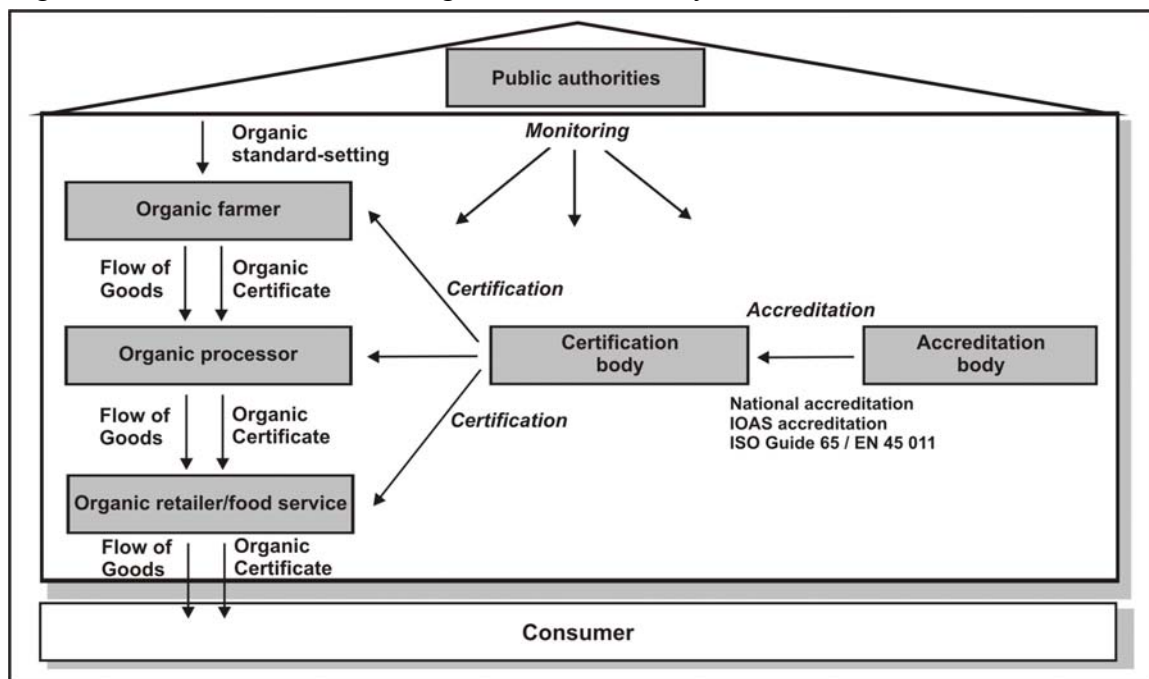 Public authorities
Organic
standard-setting
Monitoring
Organic farmer
Flow of
Goods
Organic
Certificate
Certification
Accreditation
Organic processor
Certification
body
Accreditation
body
National accreditation
IOAS accreditation
ISO Guide 65 / EN 45 011
Flow of
Goods
Organic
Certificate
Certification
Organic retailer/food service
Flow of
Goods
Organic
Certificate
Consumer